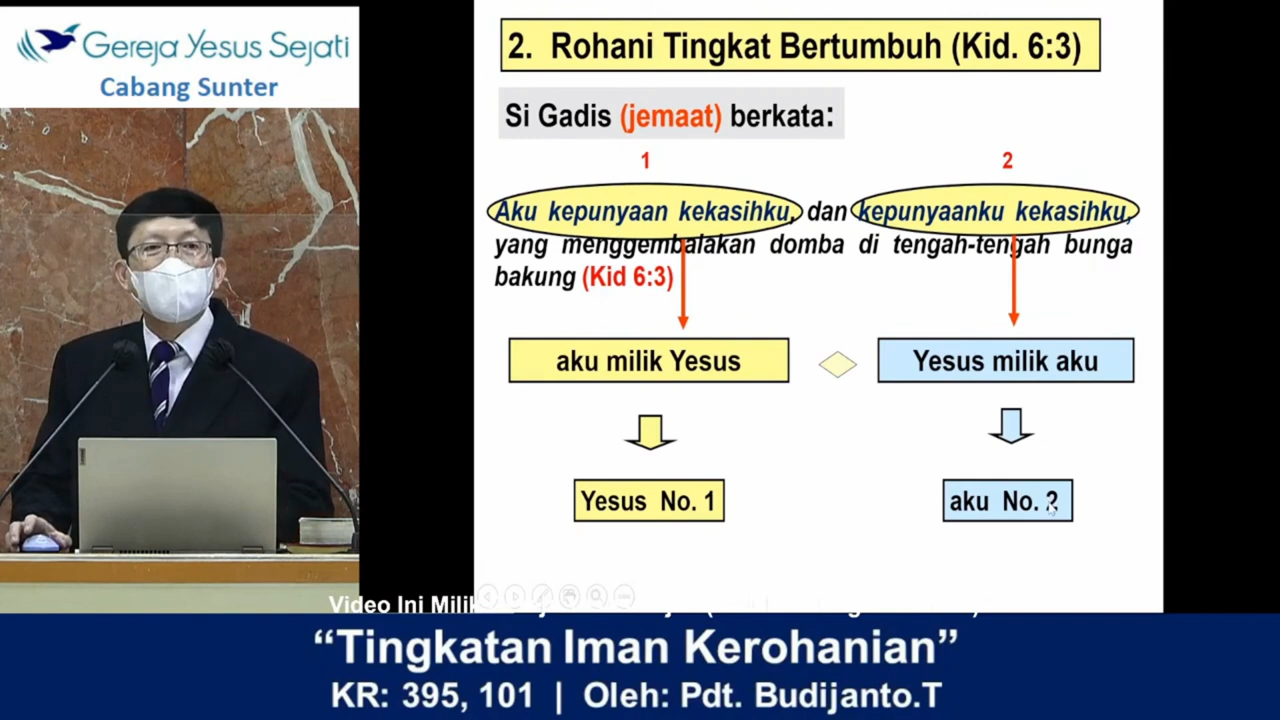 Gereja Yesus Sejati
Cabang Sunter
2. Rohani Tingkat Bertumbuh (Kid. 6:3)
Si Gadis (jemaat) berkata:
1
2
Aku kepunyaan kekasihku, dan kepunyaanku kekasihku,
yang menggembalakan domba di tengah-tengah bunga
bakung (Kid 6:3)
aku milik Yesus
Yesus milik aku
Yesus No. 1
aku No. 2
Video Ini Milik
“Tingkatan Iman Kerohanian”
KR: 395, 101 | Oleh: Pdt. Budijanto.T